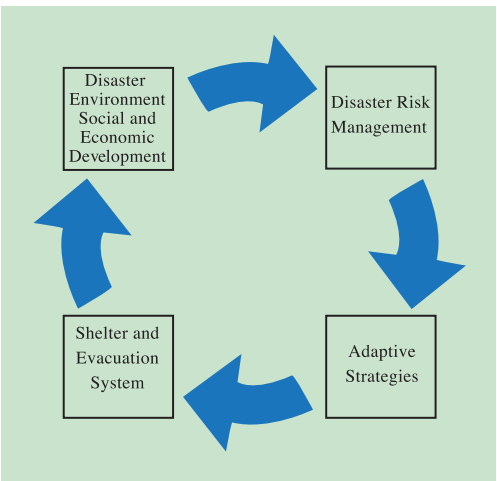 Disaster
Environment
Social and
Economic
Development
Disaster Risk
Management
Shelter and
Evacuation
System
Adaptive
Strategies